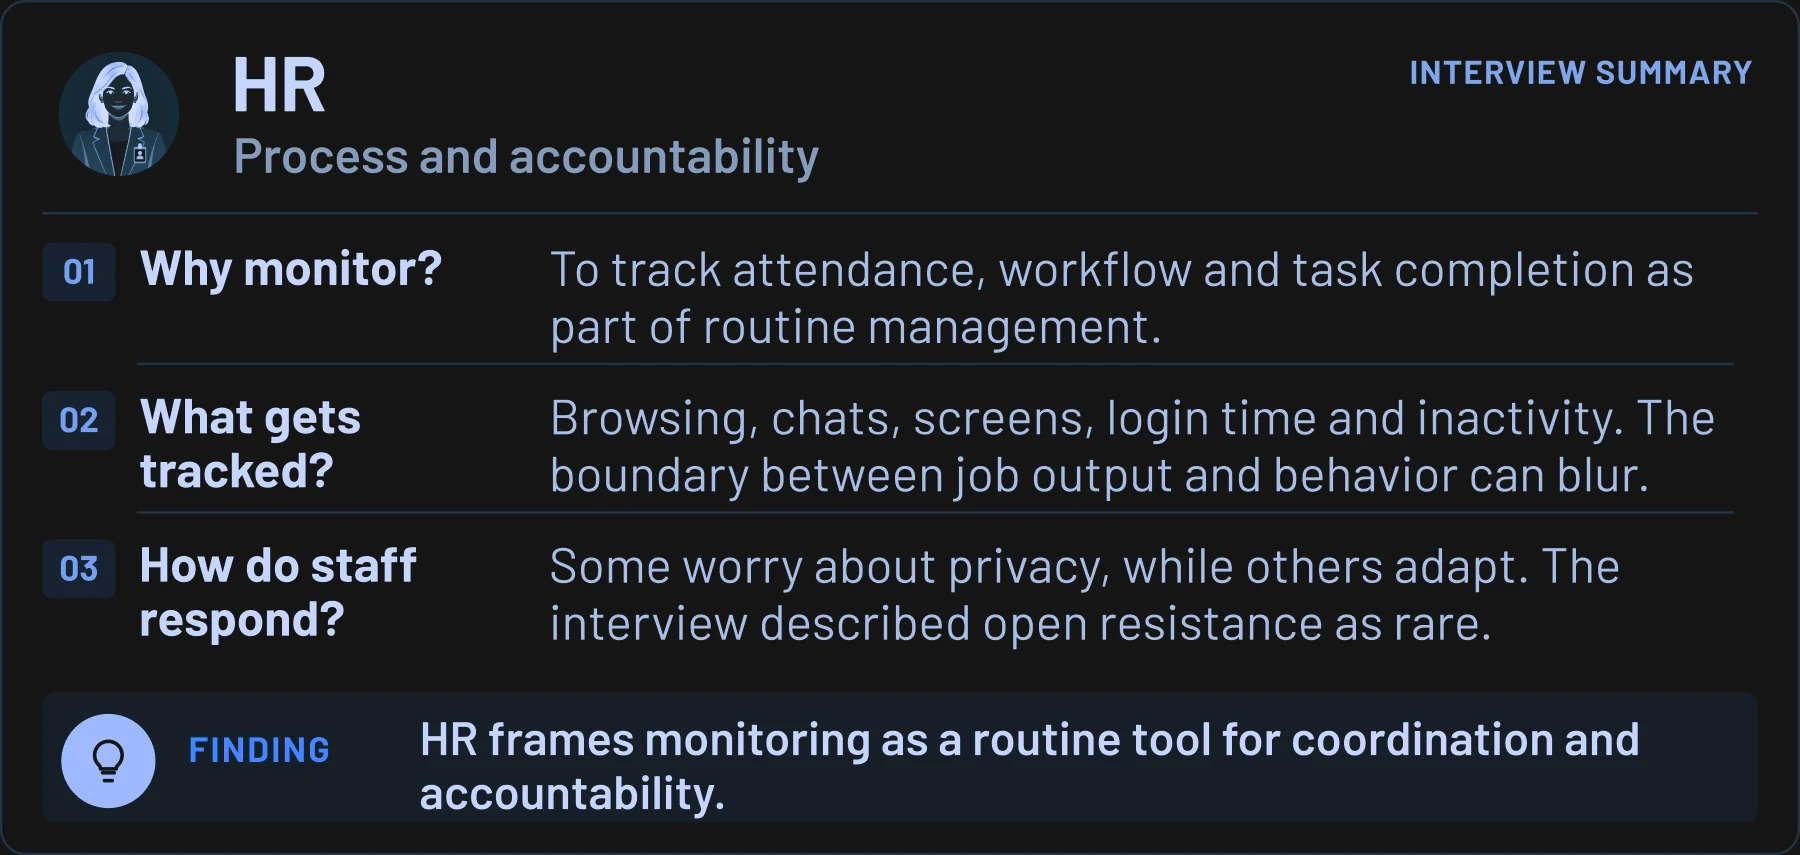 HR
INTERVIEW SUMMARY
Process and accountability
01
Why monitor?
To track attendance, workflow and task completion as
part of routine management.
02
What gets
tracked?
Browsing, chats, screens, login time and inactivity. The
boundary between job output and behavior can blur.
03
How do staff
respond?
Some worry about privacy, while others adapt. The
interview described open resistance as rare.
FINDING
HR frames monitoring as a routine tool for coordination and
accountability.